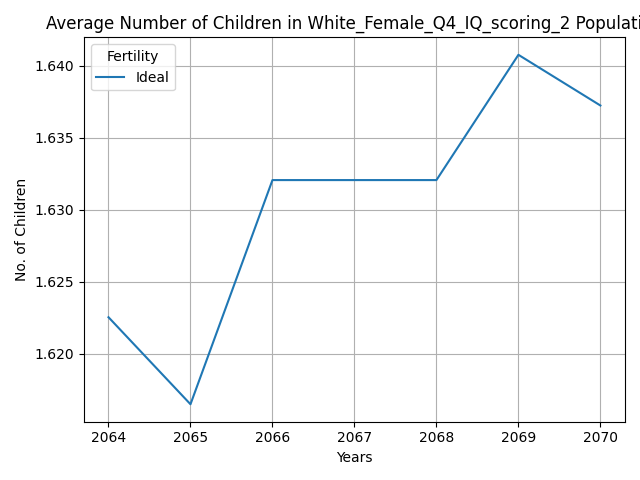 Average Number of Children in White_Female_Q4_IQ_scoring_2 Populati
Fertility
Ideal
1.640
1.635
1.630
1.625
1.620
No. of Children
2064 2065 2066 2067 2068 2069 2070
Years